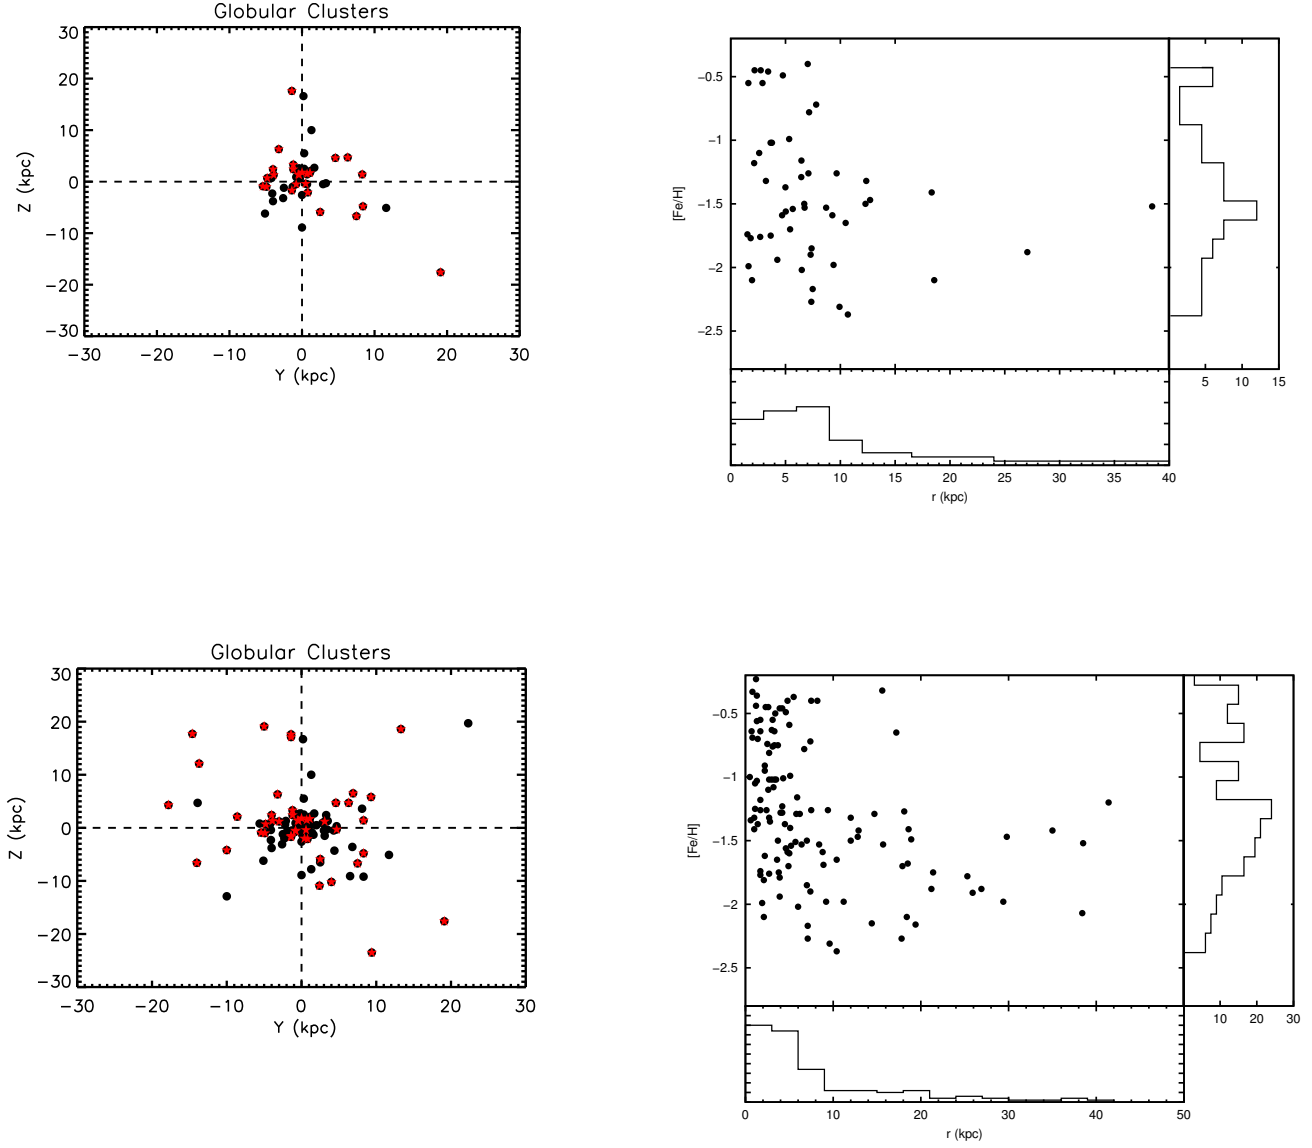 Globular Clusters
30
20
10
0
−10
−20
−30
Z (kpc)
−30 −20 −10 0 10 20 30
Y (kpc)
−0.5
−1
−1.5
−2
−2.5
[Fe/H]
5 10 15
0 5 10 15 20 25 30 35 40
r (kpc)
Globular Clusters
30
20
10
0
−10
−20
−30
Z (kpc)
−30 −20 −10 0 10 20 30
Y (kpc)
−0.5
−1
−1.5
−2
−2.5
[Fe/H]
10 20 30
0 10 20 30 40 50
r (kpc)